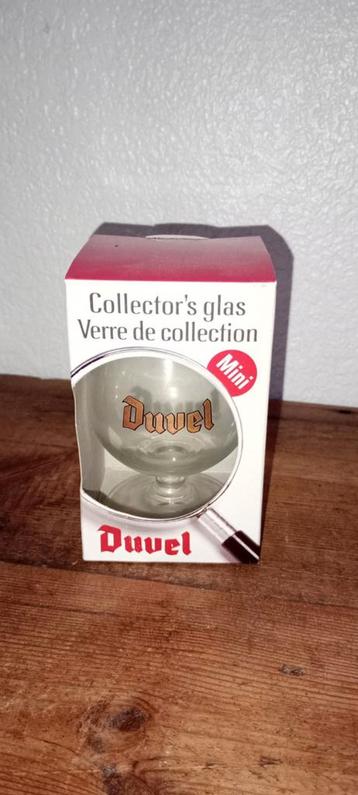 Collector's glas
Verre de collection
Mini
Duvel
Duvel